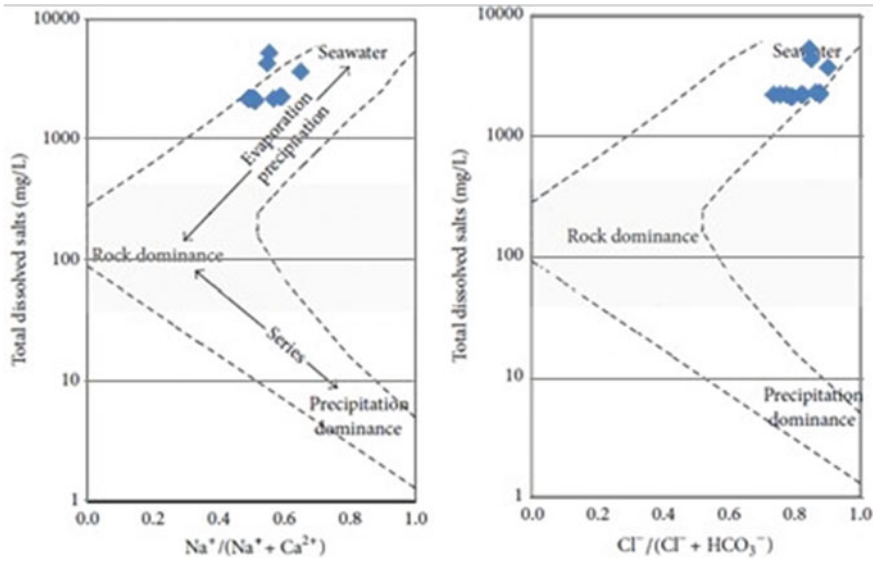 Total dissolved salts (mg/L)
10000
1000
100
10
1
Seawater
Evaporation
precipitation
Rock dominance
Series
Precipitation
dominance
0.0 0.2 0.4 0.6 0.8 1.0
Na⁺/(Na⁺ + Ca²⁺)
Total dissolved salts (mg/L)
10000
1000
100
10
1
Seawater
Rock dominance
Precipitation
dominance
0.0 0.2 0.4 0.6 0.8 1.0
Cl⁻/(Cl⁻ + HCO₃⁻)